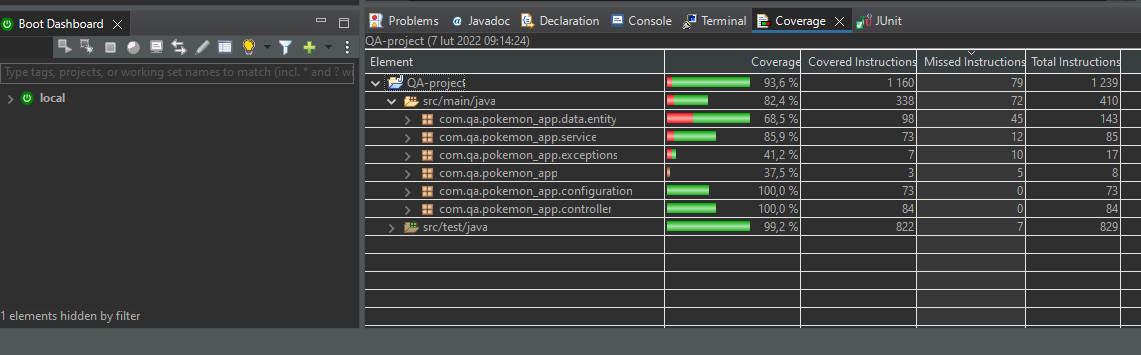 Boot Dashboard
Type tags, projects, or working set names to match (incl. * and ? wi
local
1 elements hidden by filter
Problems Javadoc Declaration Console Terminal Coverage JUnit
QA-project (7 lut 2022 09:14:24)
Element Coverage Covered Instructions Missed Instructions Total Instructions
QA-project 93,6 % 1 160 79 1 239
src/main/java 82,4 % 338 72 410
com.qa.pokemon_app.data.entity 68,5 % 98 45 143
com.qa.pokemon_app.service 85,9 % 73 12 85
com.qa.pokemon_app.exceptions 41,2 % 7 10 17
com.qa.pokemon_app 37,5 % 3 5 8
com.qa.pokemon_app.configuration 100,0 % 73 0 73
com.qa.pokemon_app.controller 100,0 % 84 0 84
src/test/java 99,2 % 822 7 829